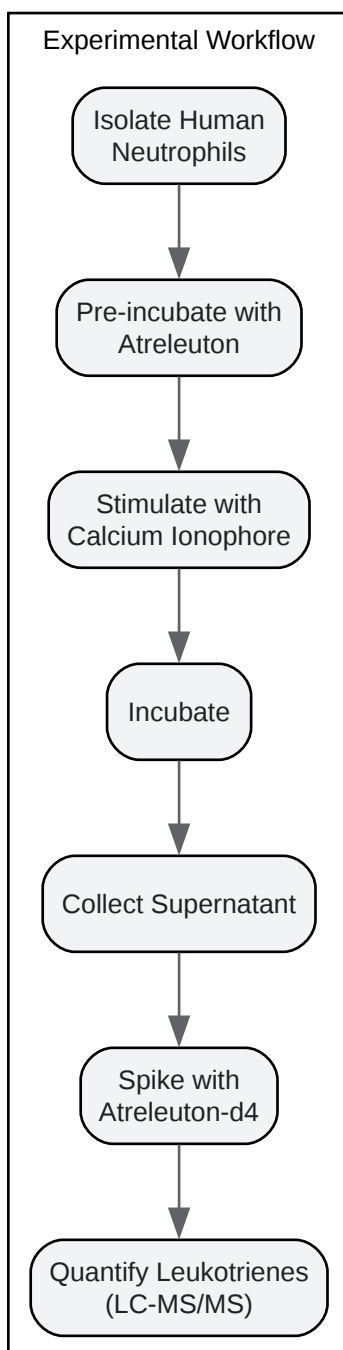 Experimental Workflow
Isolate Human
Neutrophils
Pre-incubate with
Atreleuton
Stimulate with
Calcium Ionophore
Incubate
Collect Supernatant
Spike with
Atreleuton-d4
Quantify Leukotrienes
(LC-MS/MS)